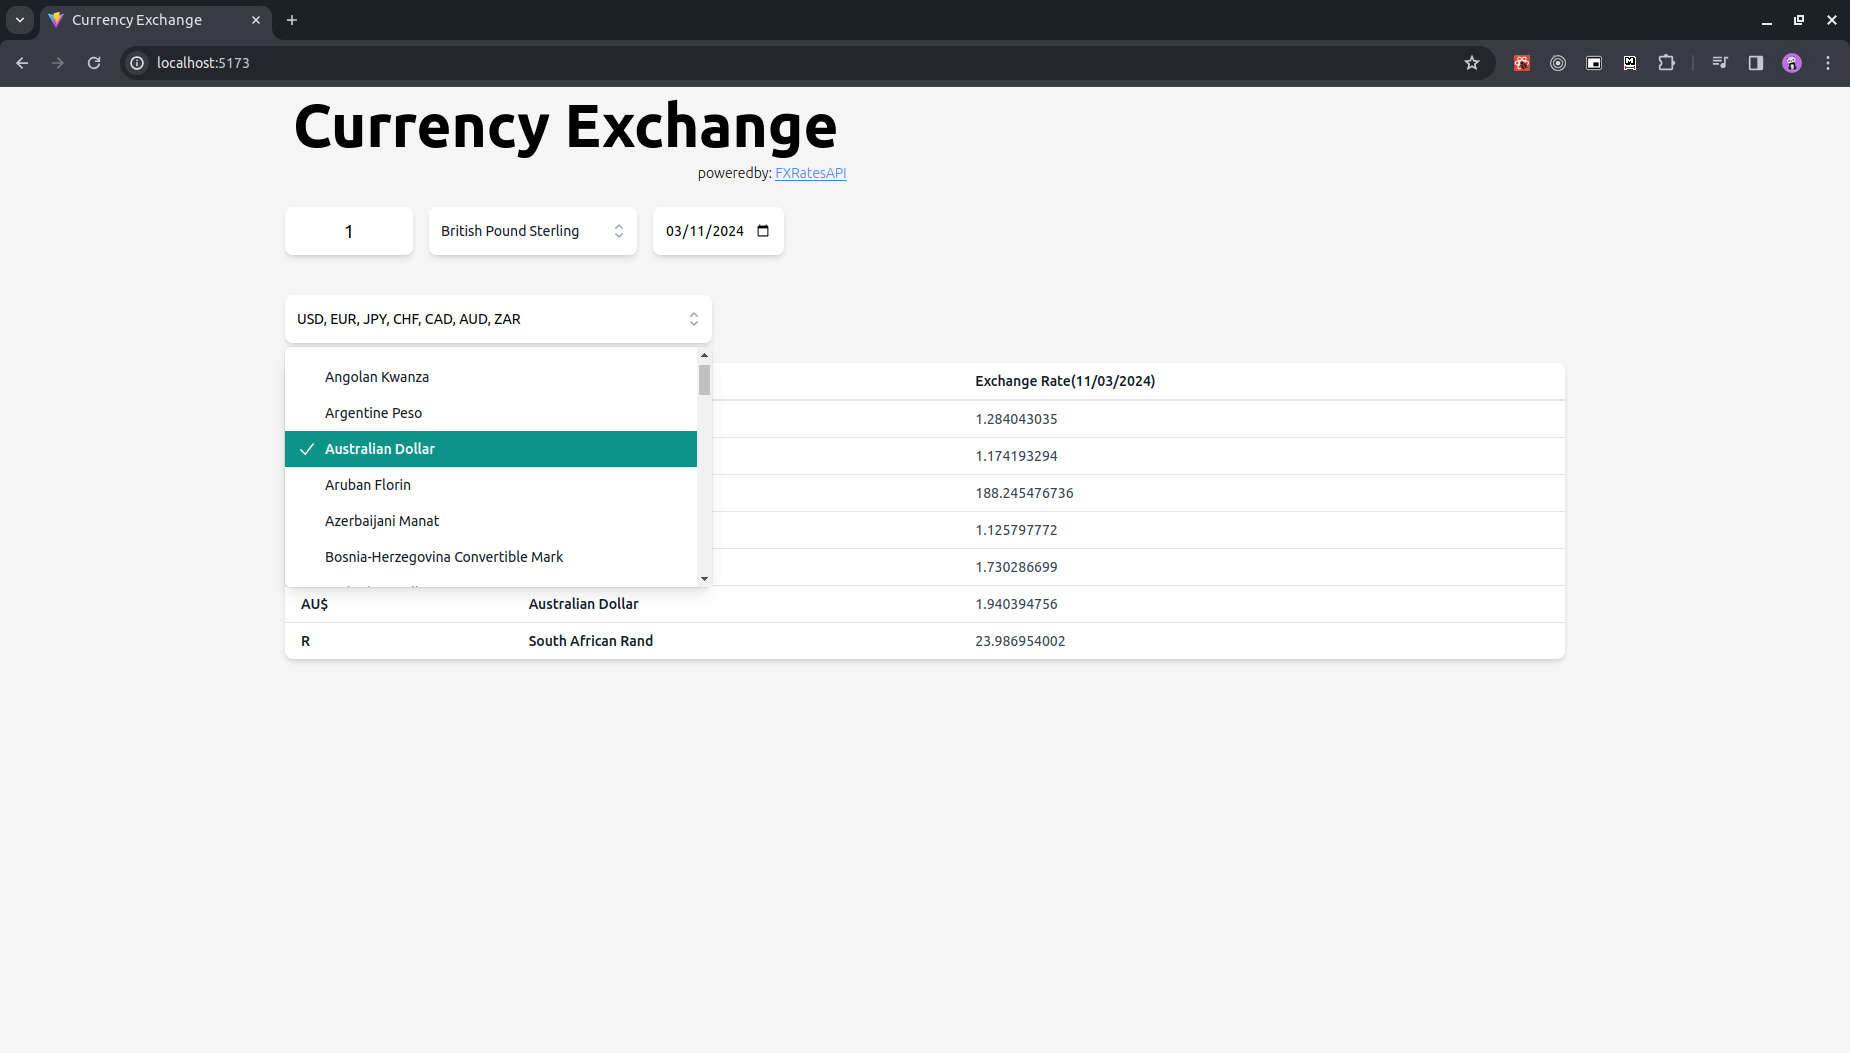 Currency Exchange
localhost:5173
Currency Exchange
poweredby: FXRatesAPI
1
British Pound Sterling
03/11/2024
USD, EUR, JPY, CHF, CAD, AUD, ZAR
Exchange Rate(11/03/2024)
Angolan Kwanza
Argentine Peso
Australian Dollar
Aruban Florin
Azerbaijani Manat
Bosnia-Herzegovina Convertible Mark
1.284043035
1.174193294
188.245476736
1.125797772
1.730286699
AU$ Australian Dollar 1.940394756
R South African Rand 23.986954002